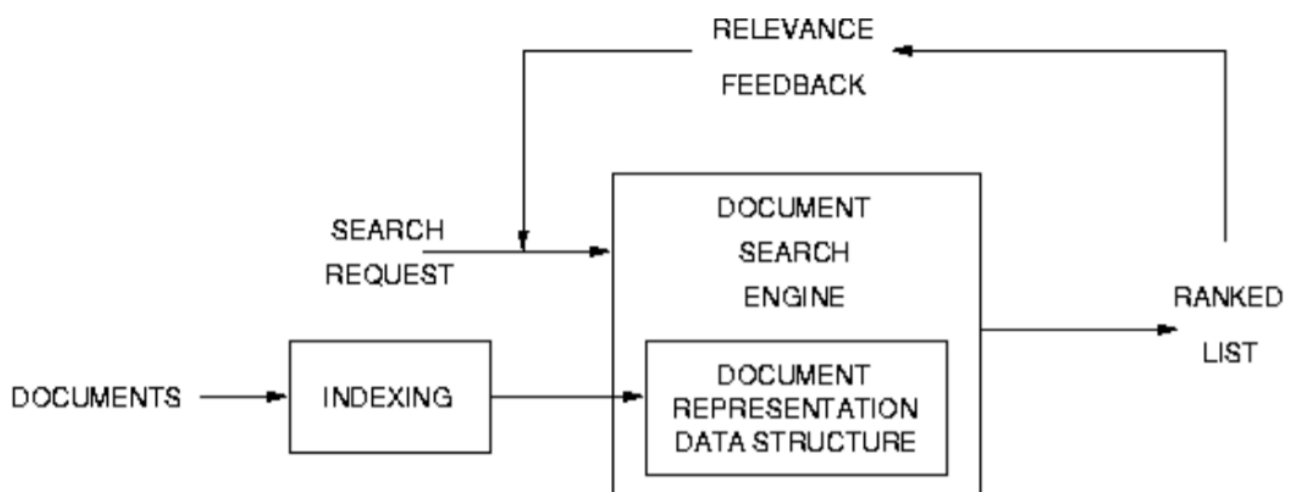 RELEVANCE
FEEDBACK
SEARCH
REQUEST
DOCUMENT
SEARCH
ENGINE
RANKED
LIST
DOCUMENTS
INDEXING
DOCUMENT
REPRESENTATION
DATA STRUCTURE